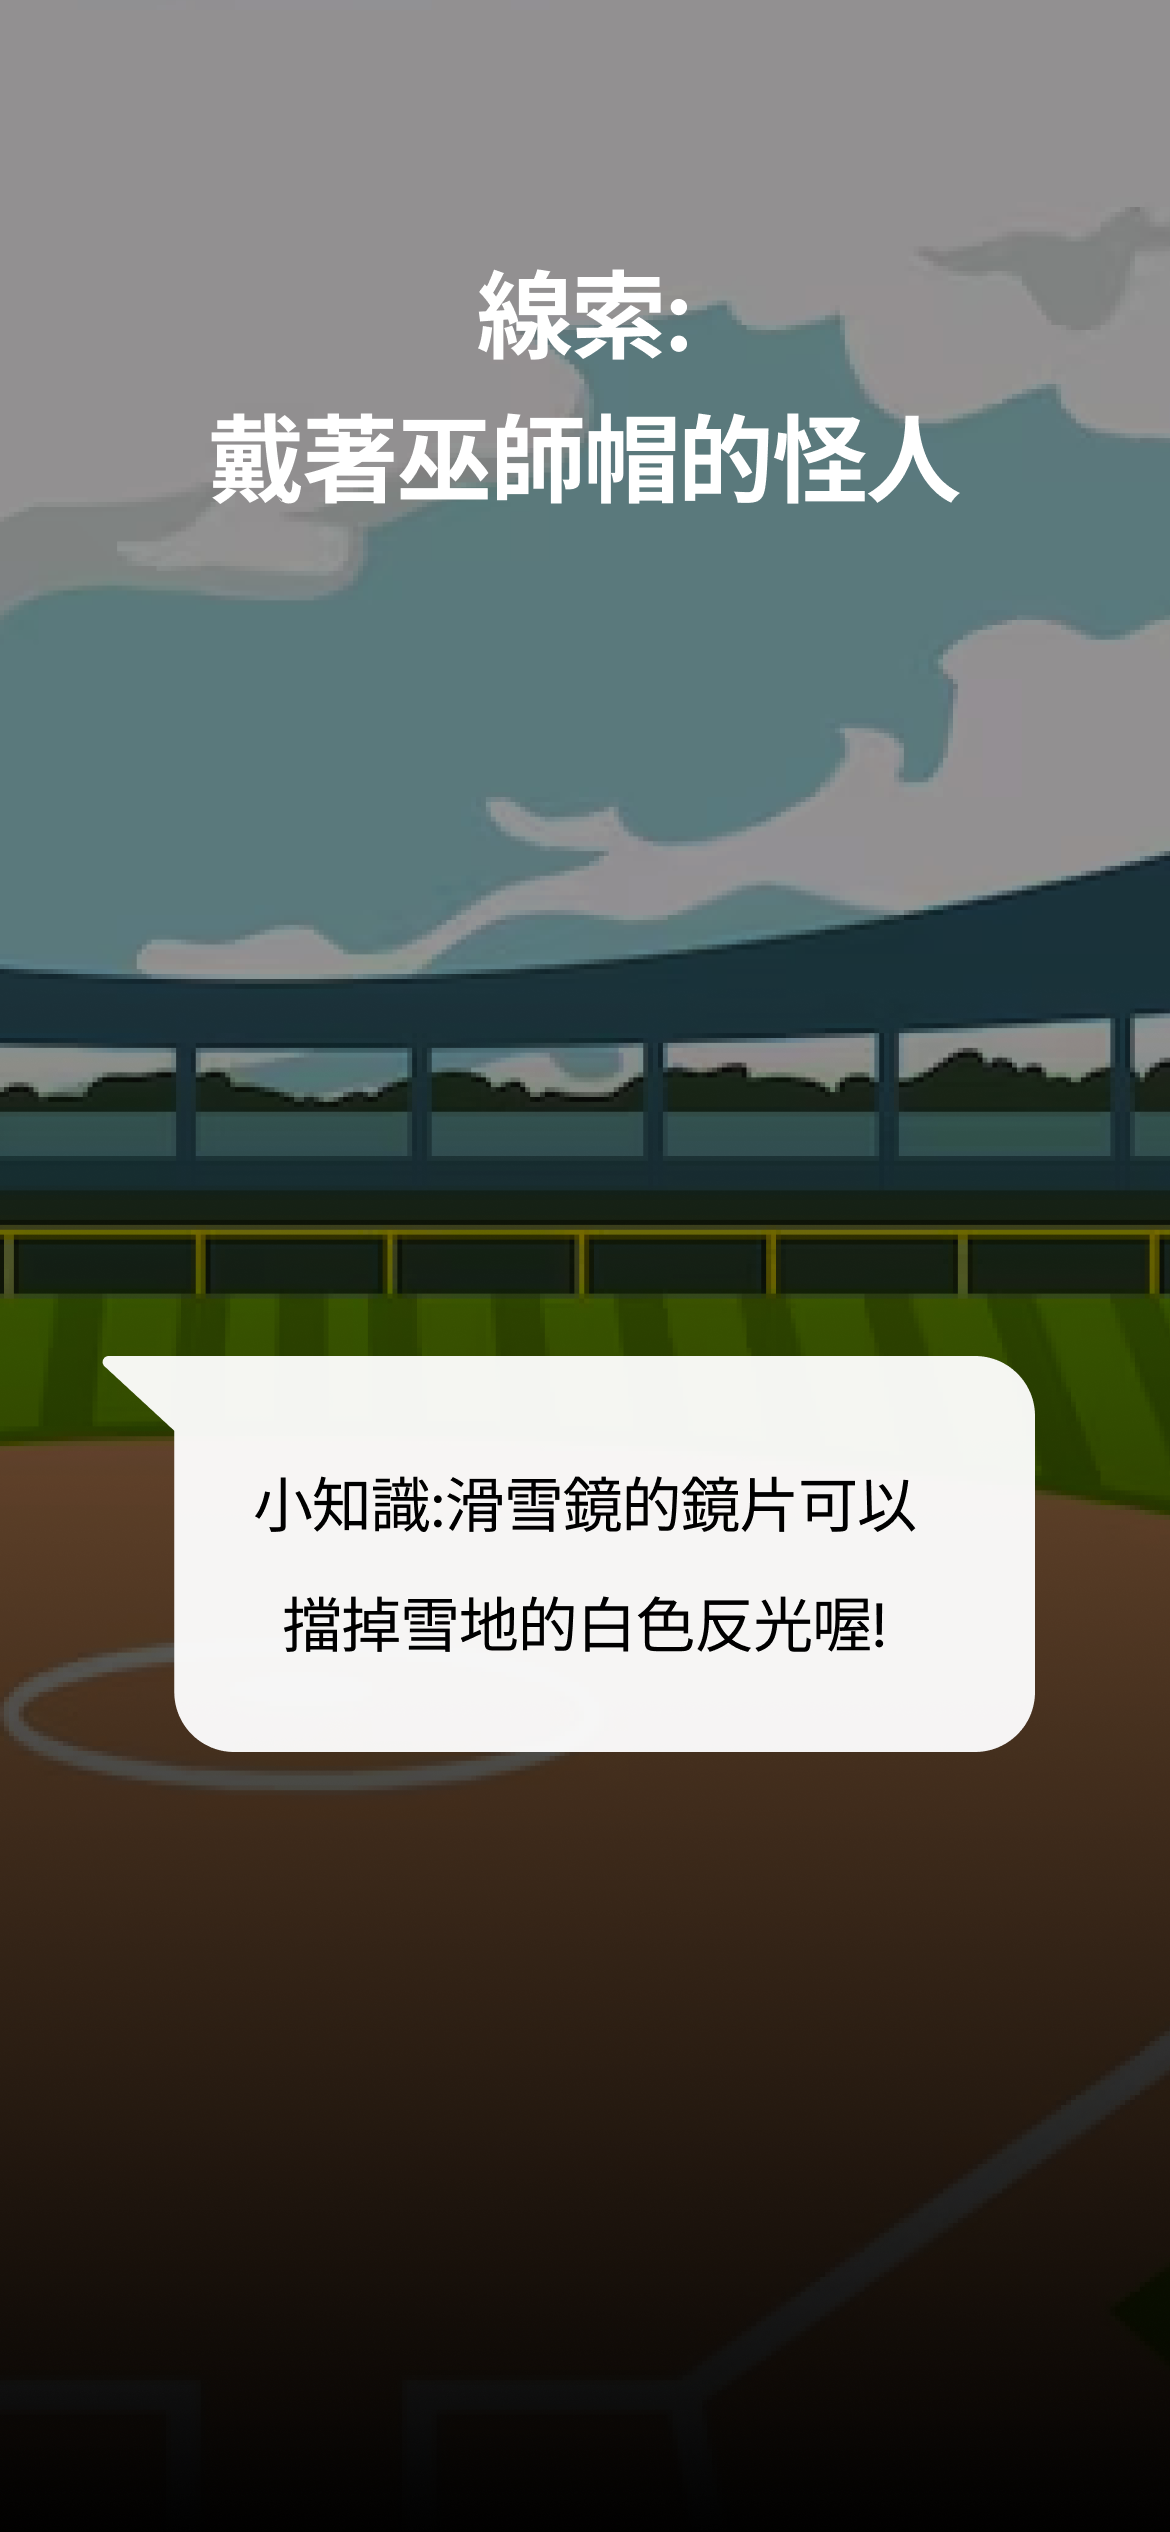 線索:
戴著巫師帽的怪人
小知識:滑雪鏡的鏡片可以
擋掉雪地的白色反光喔!